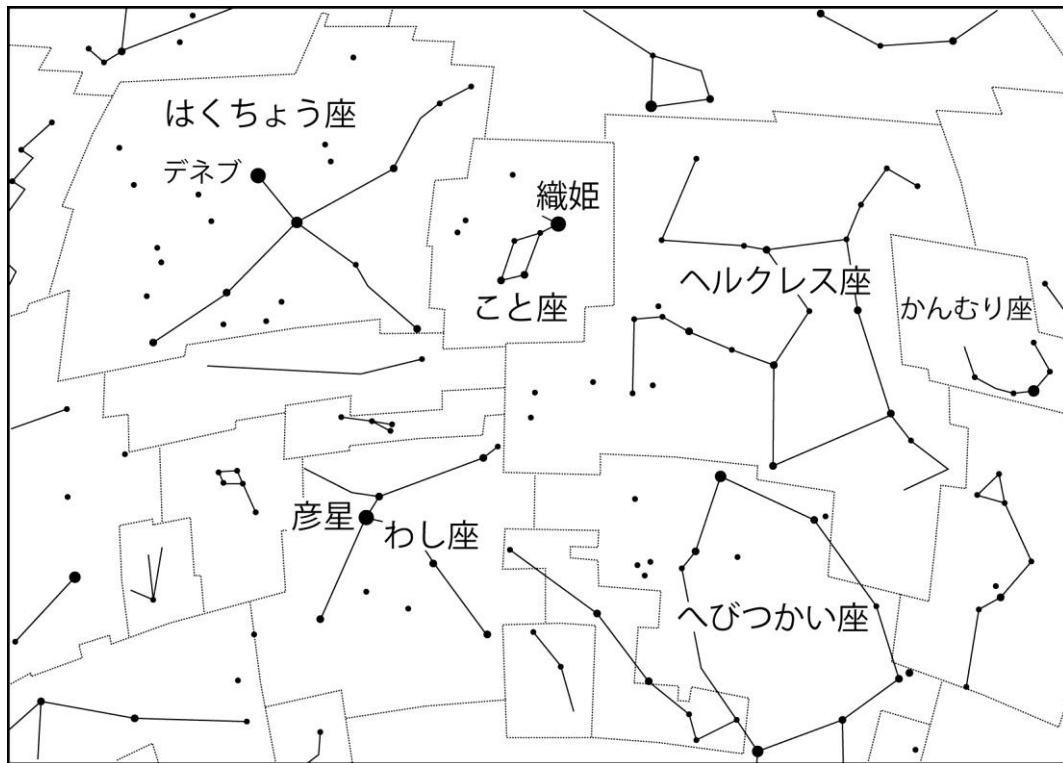 はくちょう座
デネブ
織姫
こと座
ヘルクレス座
かんむり座
彦星
わし座
へびつかい座